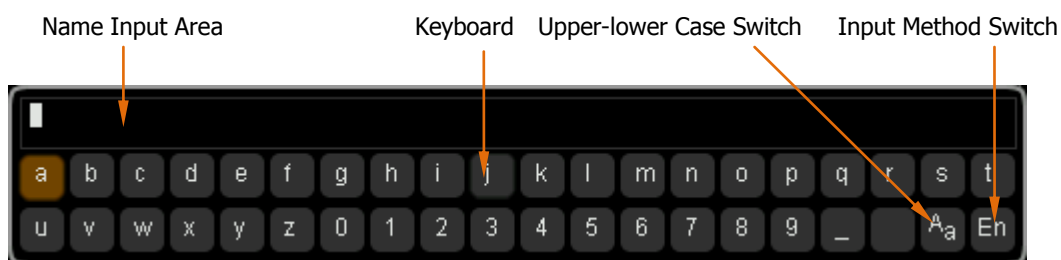 Name Input Area Keyboard Upper-lower Case Switch Input Method Switch
a b c d e f g h i j k l m n o p q r s t
u v w x y z 0 1 2 3 4 5 6 7 8 9 _ Aa En